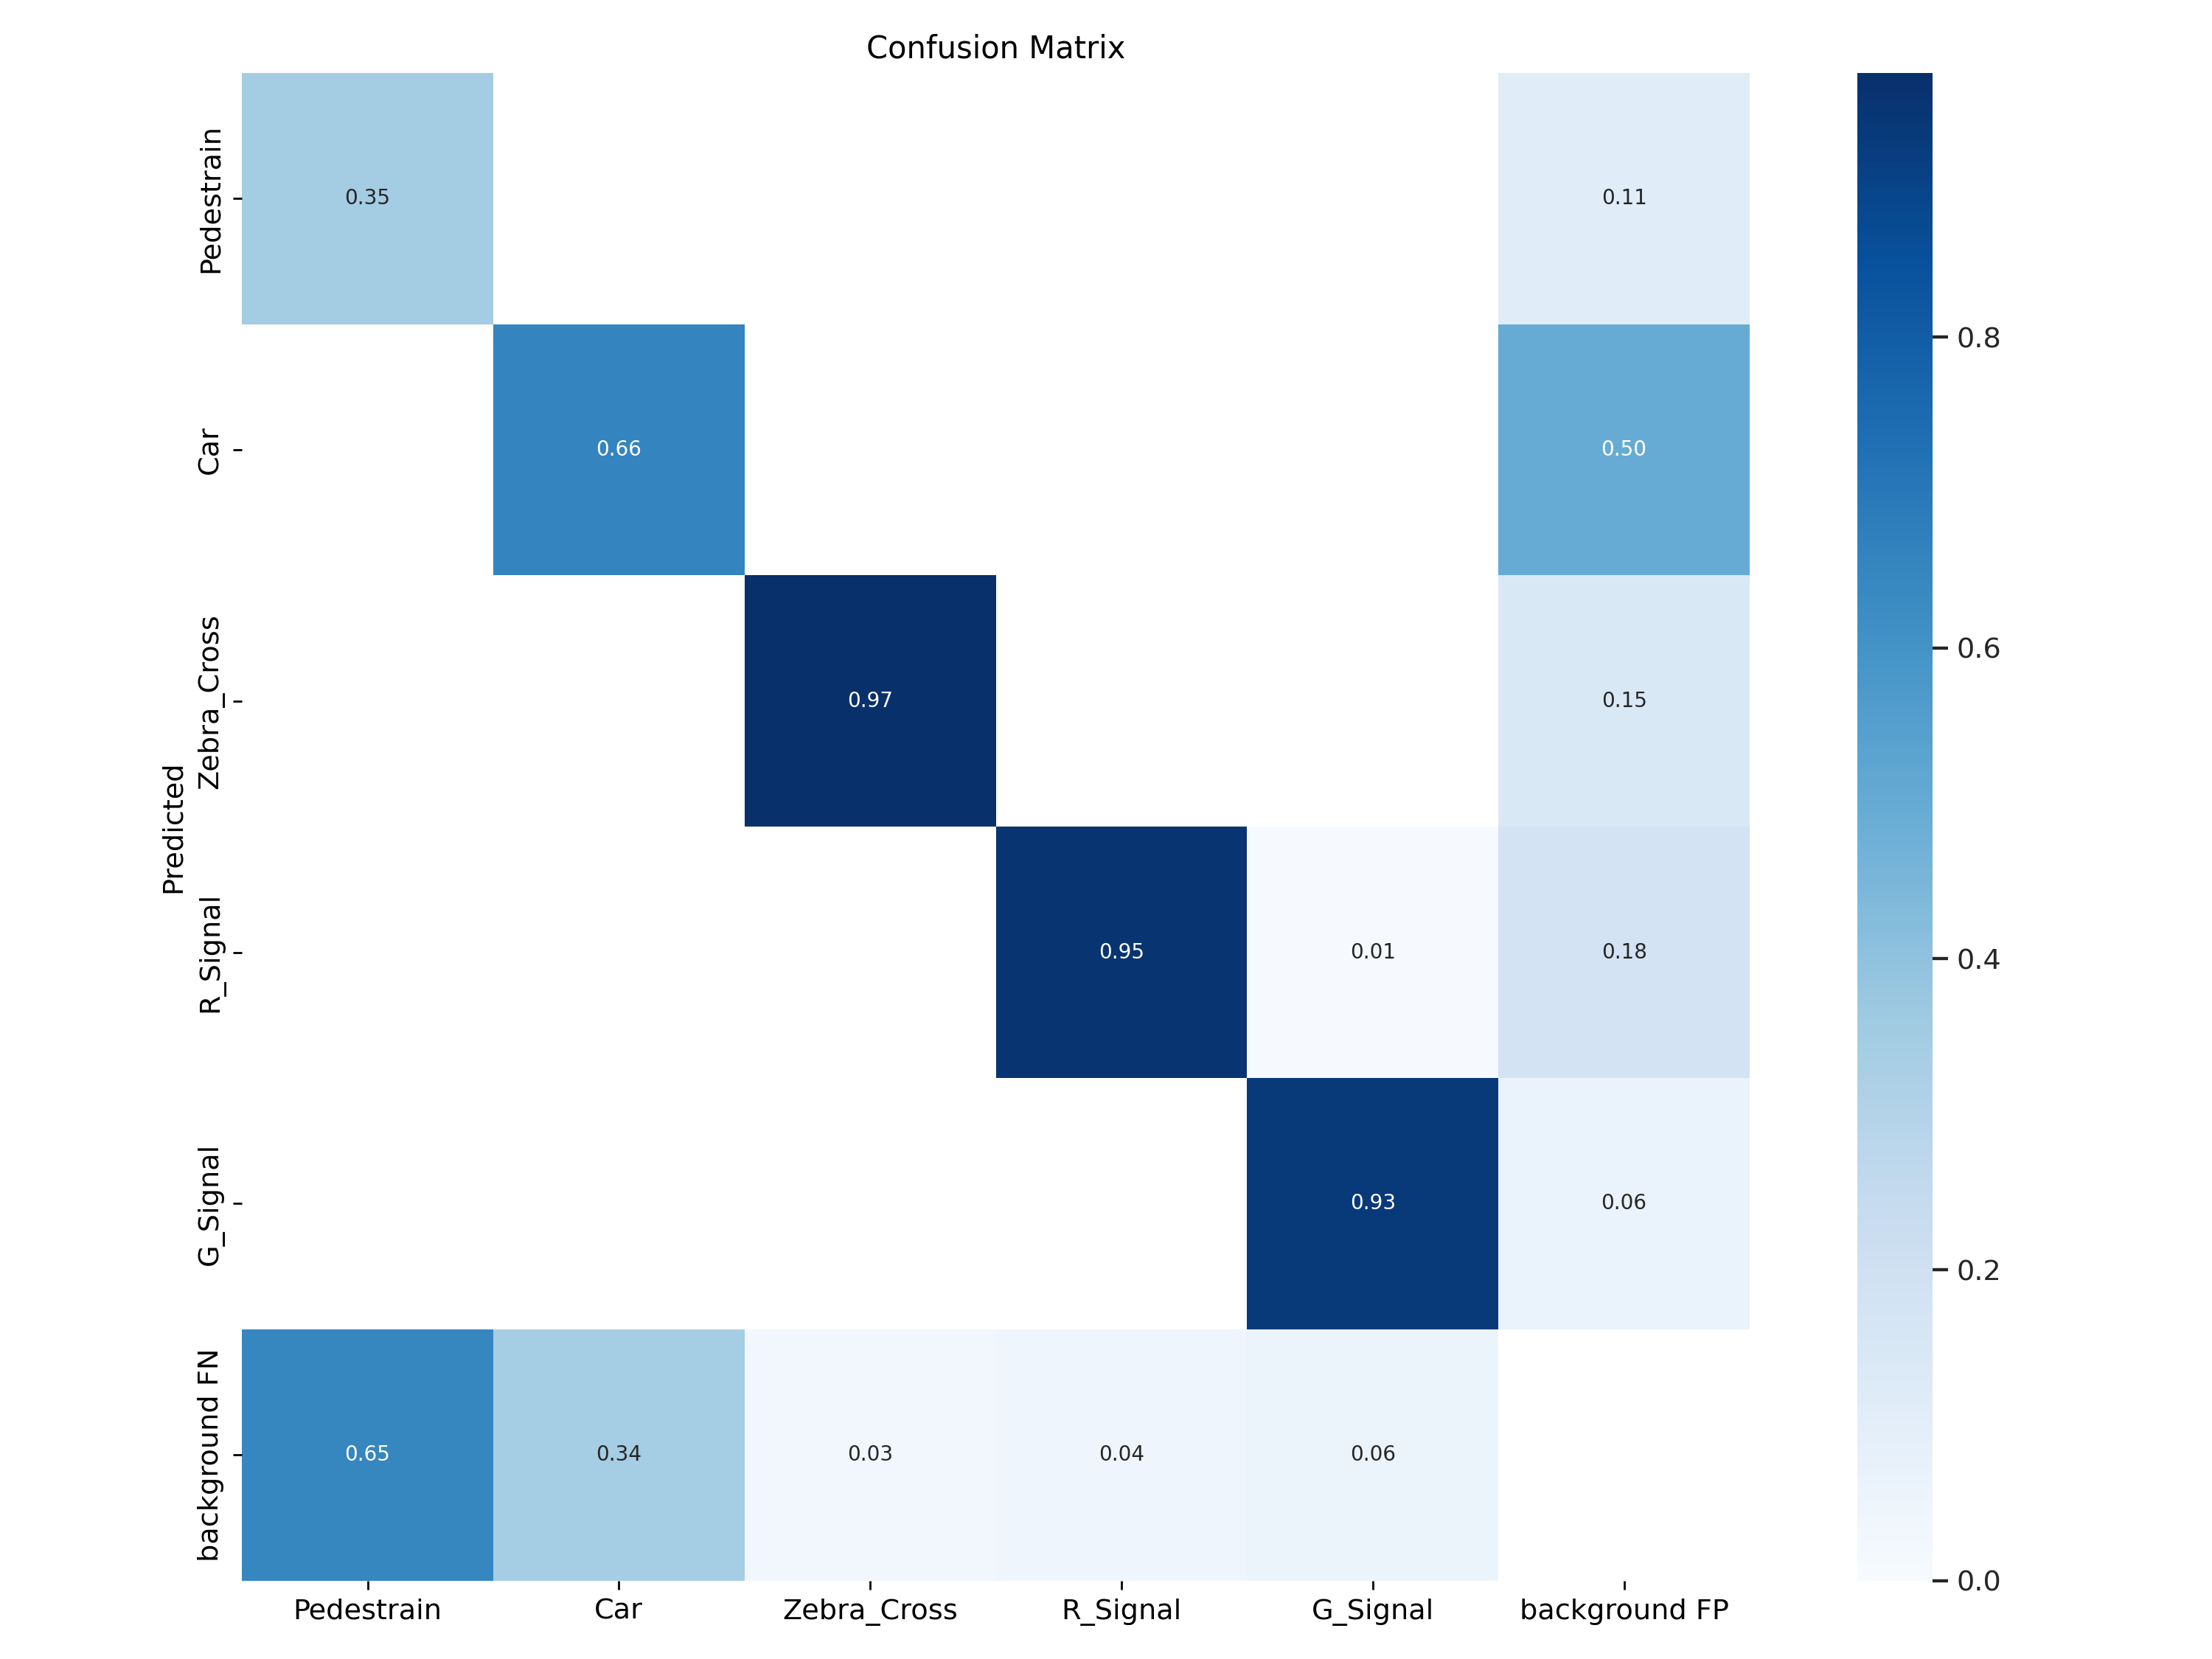 Confusion Matrix
Predicted
Pedestrain
0.35
0.11
Car
0.66
0.50
Zebra_Cross
0.97
0.15
R_Signal
0.95
0.01
0.18
G_Signal
0.93
0.06
background FN
0.65
0.34
0.03
0.04
0.06
Pedestrain
Car
Zebra_Cross
R_Signal
G_Signal
background FP
0.8
0.6
0.4
0.2
0.0